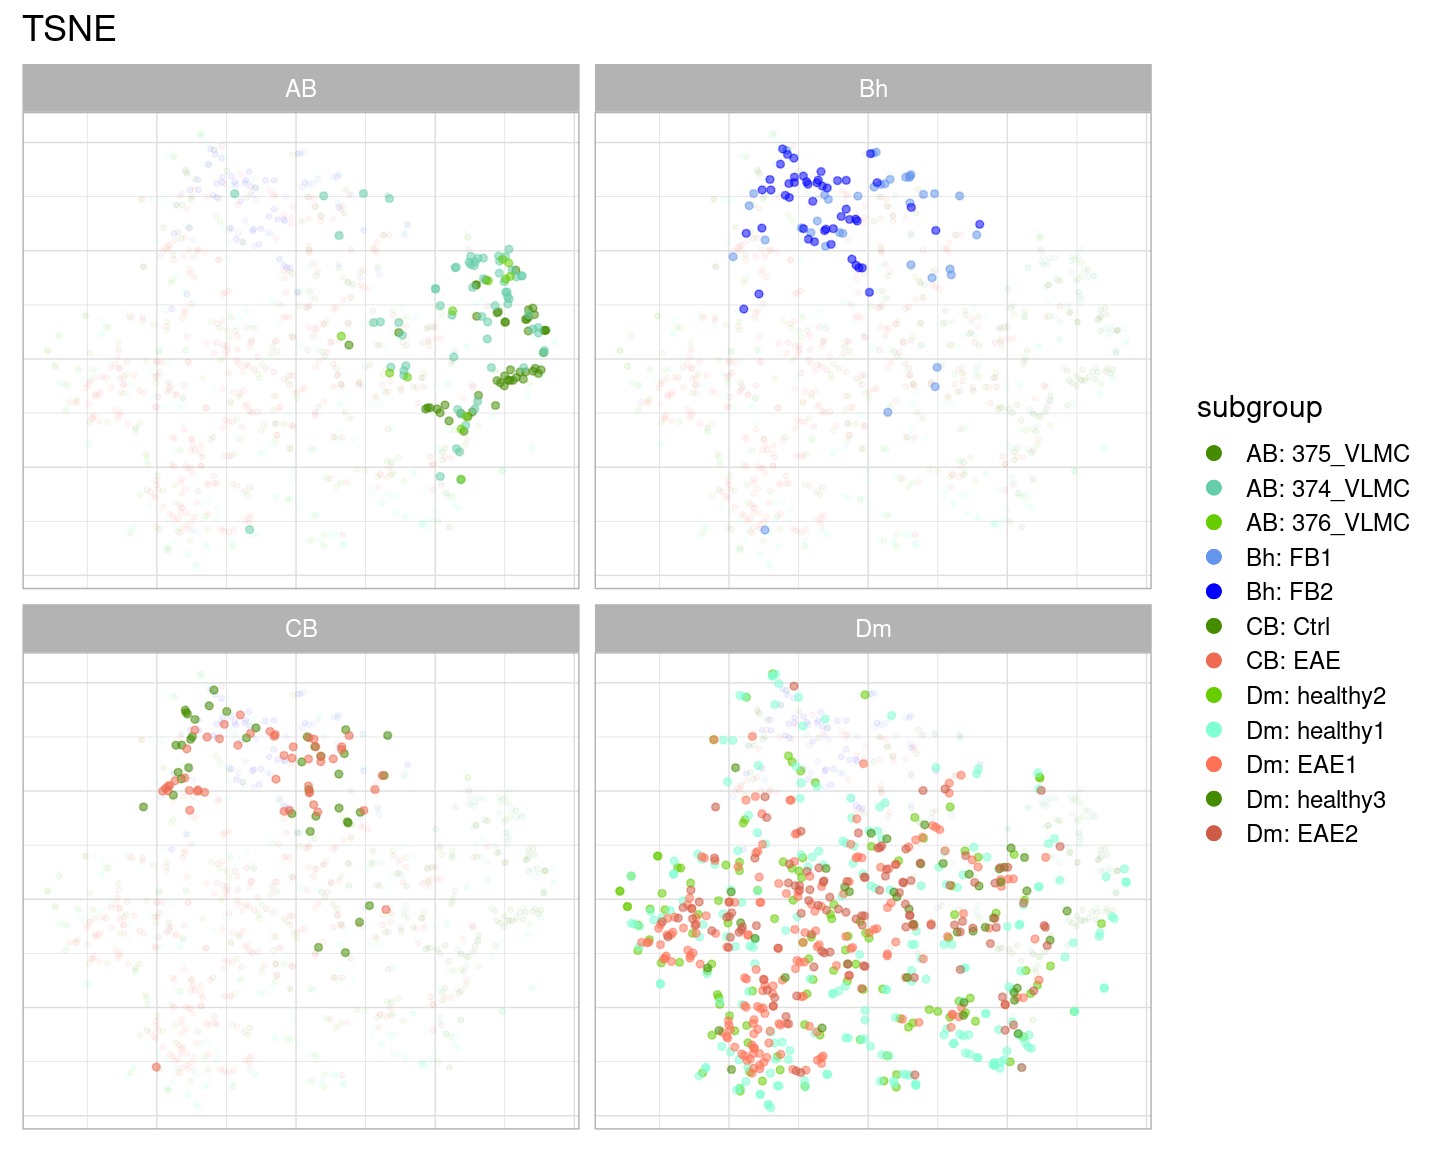 TSNE
AB
Bh
CB
Dm
subgroup
AB: 375_VLMC
AB: 374_VLMC
AB: 376_VLMC
Bh: FB1
Bh: FB2
CB: Ctrl
CB: EAE
Dm: healthy2
Dm: healthy1
Dm: EAE1
Dm: healthy3
Dm: EAE2